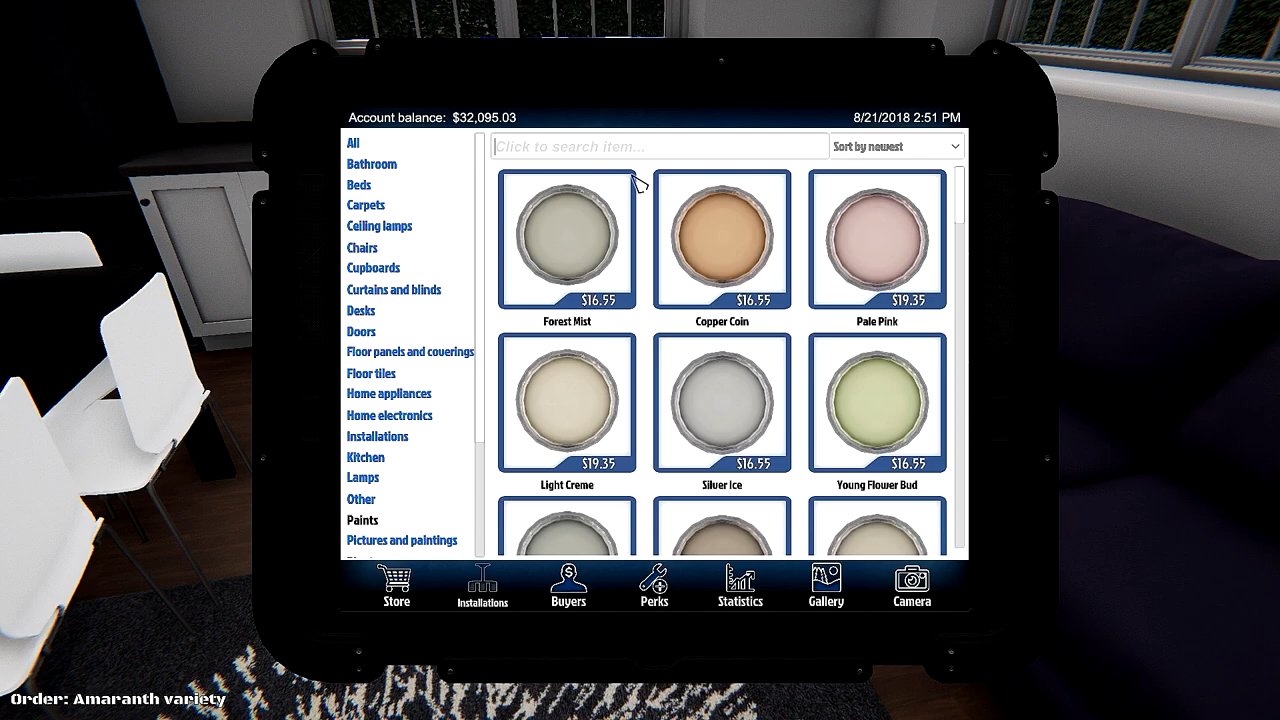 Account balance: $32,095.03
8/21/2018 2:51 PM
All
Bathroom
Beds
Carpets
Ceiling lamps
Chairs
Cupboards
Curtains and blinds
Desks
Doors
Floor panels and coverings
Floor tiles
Home appliances
Home electronics
Installations
Kitchen
Lamps
Other
Paints
Pictures and paintings
Click to search item...
Sort by newest
$16.55
$16.55
$19.35
Forest Mist
Copper Coin
Pale Pink
$19.35
$16.55
$16.55
Light Creme
Silver Ice
Young Flower Bud
Store
Installations
Buyers
Perks
Statistics
Gallery
Camera
Order: Amaranth variety